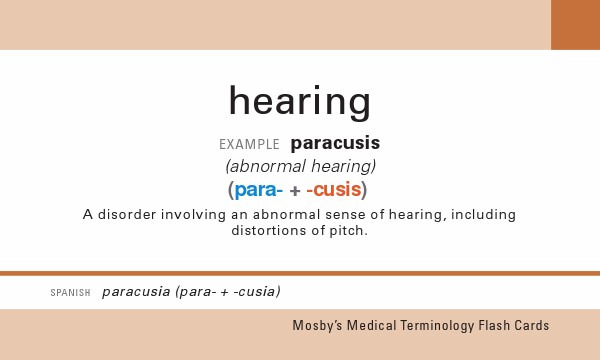 hearing
EXAMPLE paracusis
(abnormal hearing)
(para- + -cusis)
A disorder involving an abnormal sense of hearing, including
distortions of pitch.
SPANISH paracusia (para- + -cusia)
Mosby's Medical Terminology Flash Cards